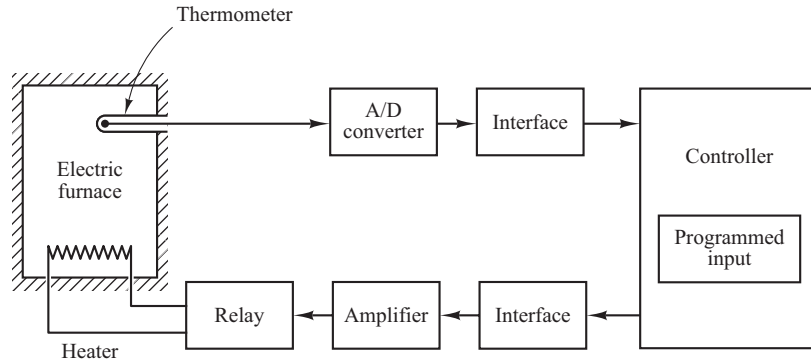 Thermometer
A/D
converter
Interface
Controller
Electric
furnace
Programmed
input
Relay
Amplifier
Interface
Heater